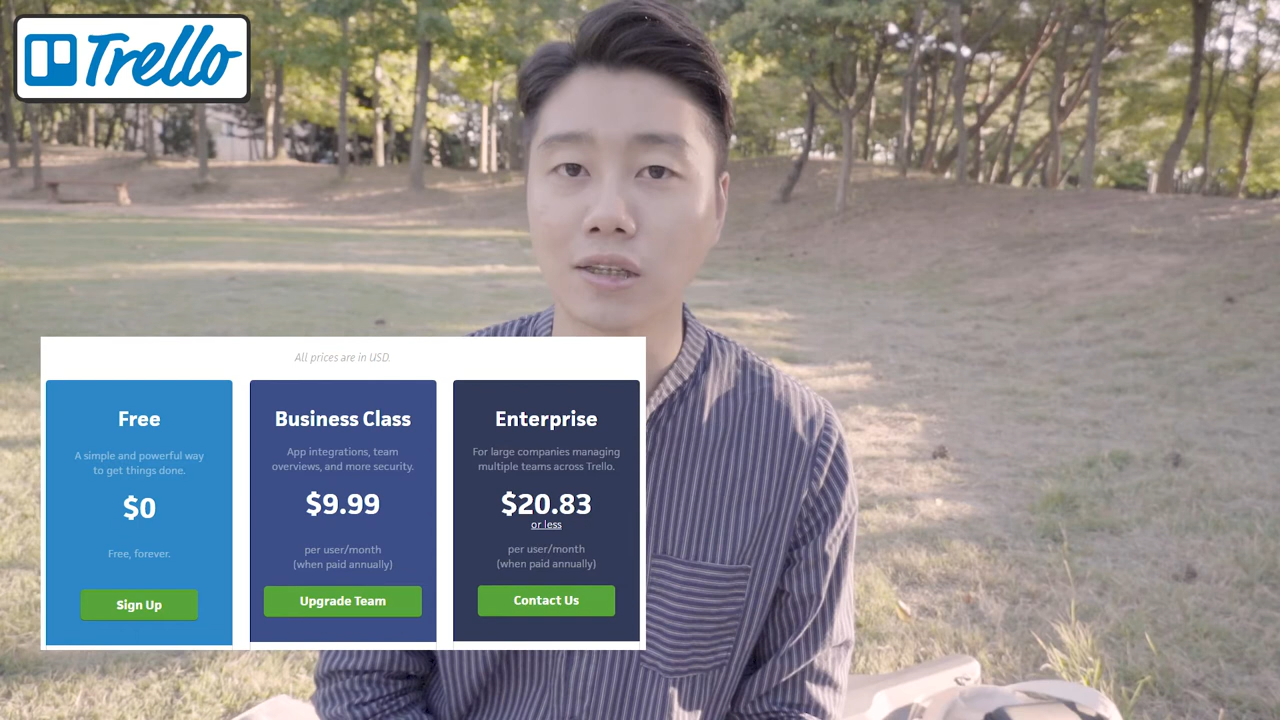 Trello
All prices are in USD.
Free
A simple and powerful way
to get things done.
$0
Free, forever.
Sign Up
Business Class
App integrations, team
overviews, and more security.
$9.99
per user/month
(when paid annually)
Upgrade Team
Enterprise
For large companies managing
multiple teams across Trello.
$20.83
or less
per user/month
(when paid annually)
Contact Us